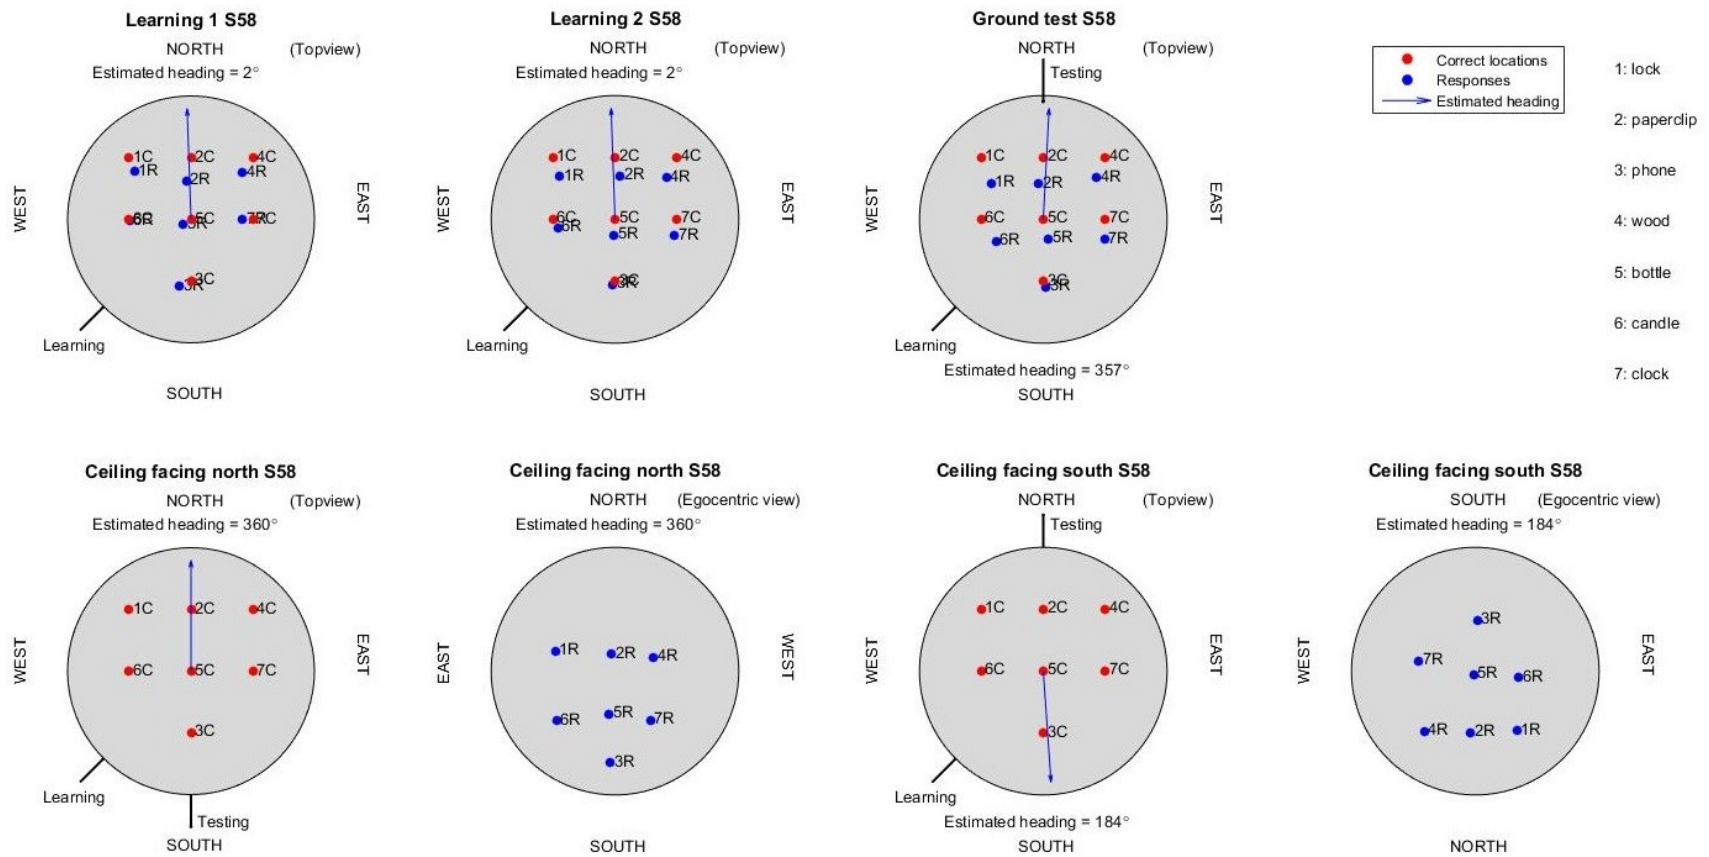 Learning 1 S58
NORTH (Topview)
Estimated heading = 2°
1C
2C
4C
1R
2R
4R
WEST
EAST
6C
6R
5C
5R
7R
7C
3C
3R
Learning
SOUTH
Learning 2 S58
NORTH (Topview)
Estimated heading = 2°
1C
2C
4C
1R
2R
4R
WEST
EAST
6C
6R
5C
5R
7C
7R
3C
3R
Learning
SOUTH
Ground test S58
NORTH (Topview)
Testing
1C
2C
4C
1R
2R
4R
WEST
EAST
6C
5C
7C
6R
5R
7R
3C
3R
Learning
Estimated heading = 357°
SOUTH
Correct locations
Responses
Estimated heading
1: lock
2: paperclip
3: phone
4: wood
5: bottle
6: candle
7: clock
Ceiling facing north S58
NORTH (Topview)
Estimated heading = 360°
1C
2C
4C
WEST
EAST
6C
5C
7C
3C
Learning
Testing
SOUTH
Ceiling facing north S58
NORTH (Egocentric view)
Estimated heading = 360°
1R
2R
4R
EAST
WEST
6R
5R
7R
3R
SOUTH
Ceiling facing south S58
NORTH (Topview)
Testing
1C
2C
4C
WEST
EAST
6C
5C
7C
3C
Learning
Estimated heading = 184°
SOUTH
Ceiling facing south S58
SOUTH (Egocentric view)
Estimated heading = 184°
3R
WEST
EAST
7R
5R
6R
4R
2R
1R
NORTH